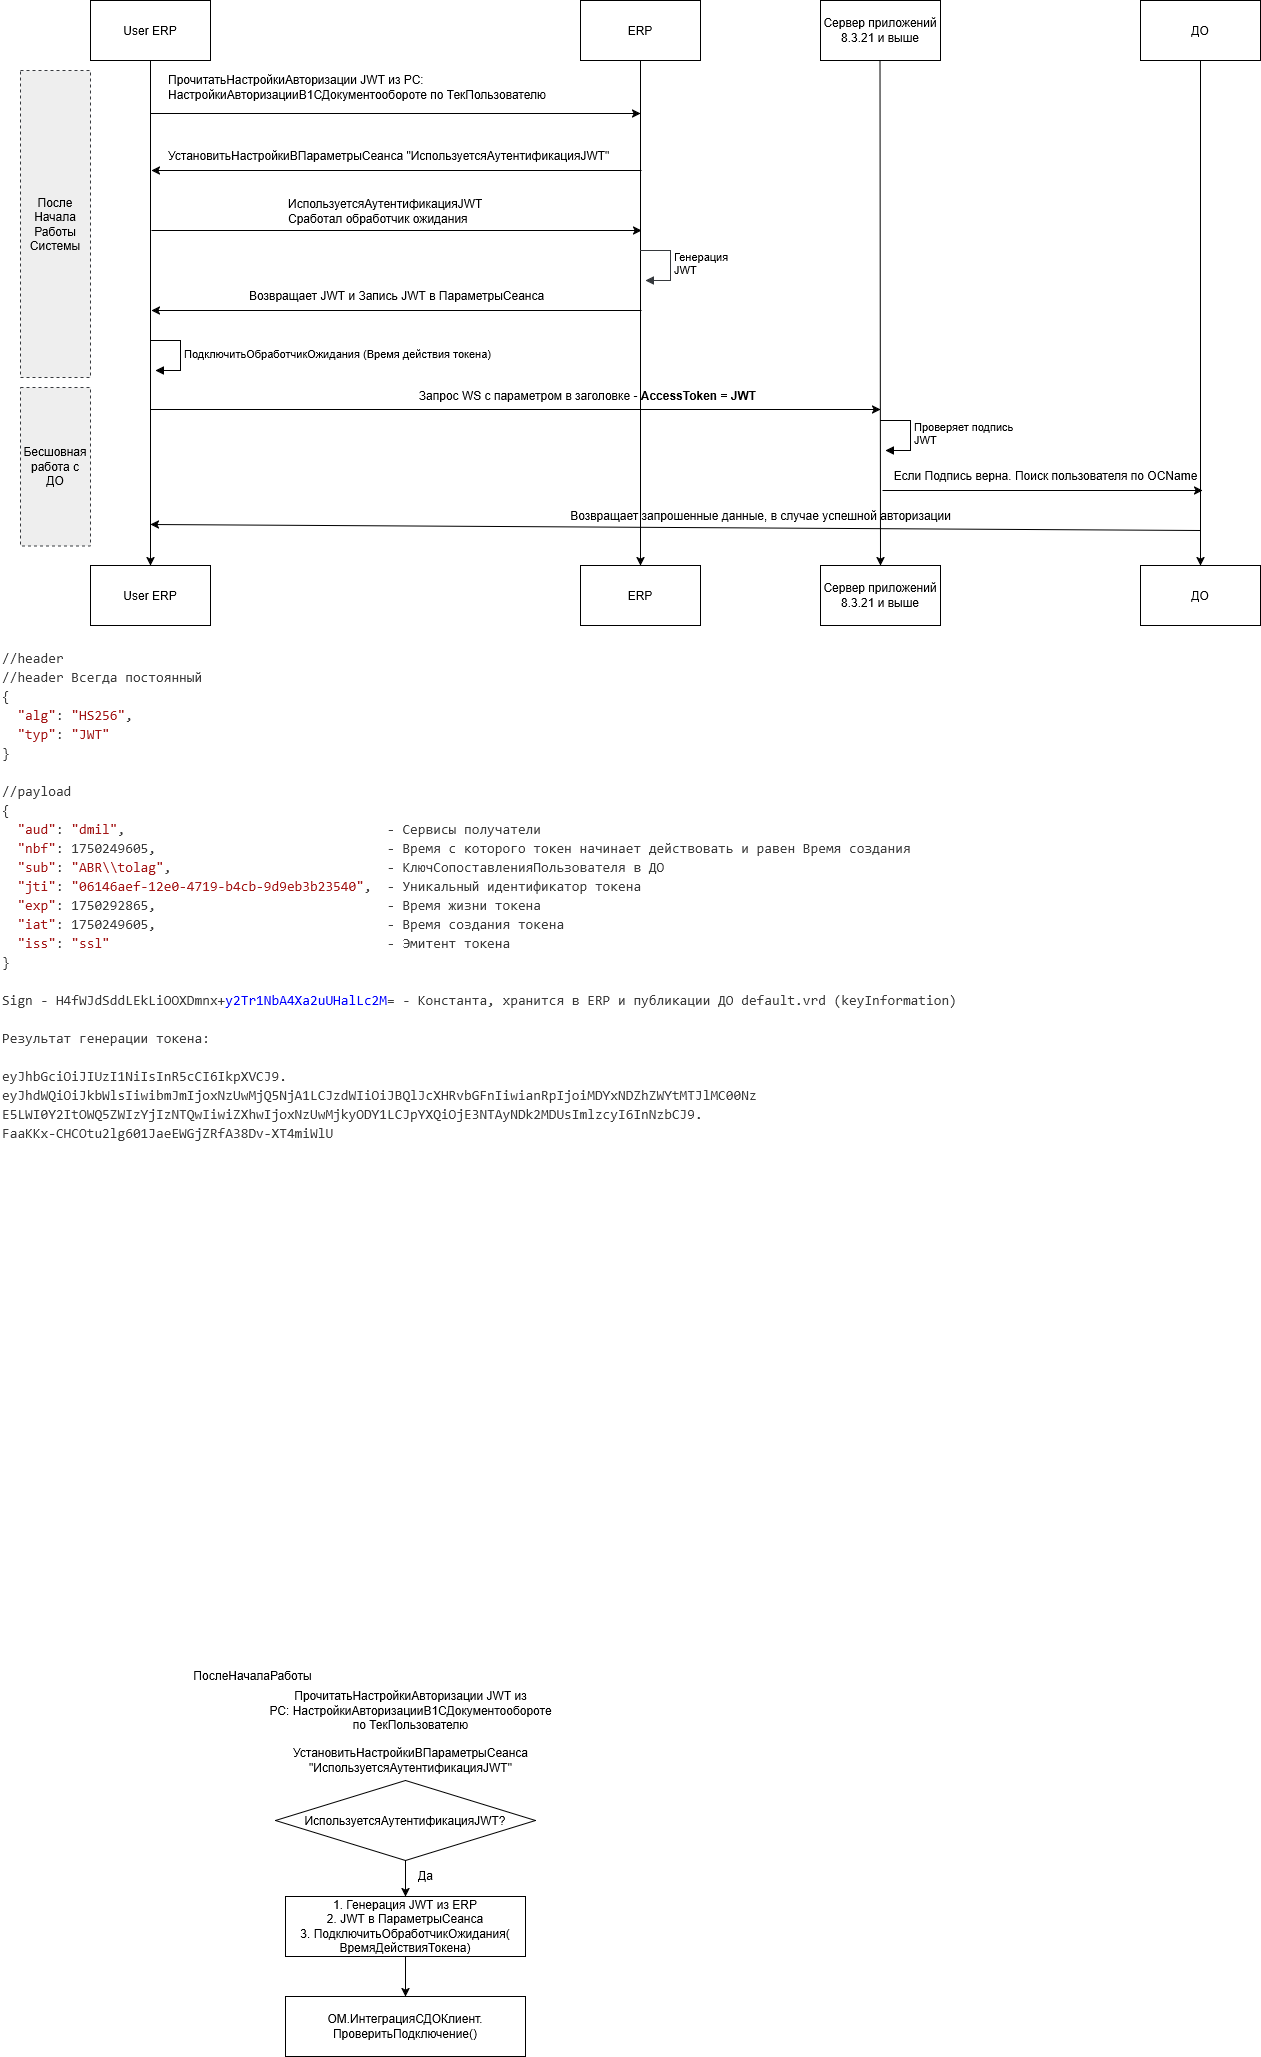 User ERP
ERP
Сервер приложений
8.3.21 и выше
ДО
ПрочитатьНастройкиАвторизации JWT из РС:
НастройкиАвторизацииВ1СДокументообороте по ТекПользователю
УстановитьНастройкиВПараметрыСеанса "ИспользуетсяАутентификацияJWT"
После
Начала
Работы
Системы
ИспользуетсяАутентификацияJWT
Сработал обработчик ожидания
Генерация
JWT
Возвращает JWT и Запись JWT в ПараметрыСеанса
ПодключитьОбработчикОжидания (Время действия токена)
Запрос WS с параметром в заголовке - AccessToken = JWT
Проверяет подпись
JWT
Бесшовная
работа с
ДО
Если Подпись верна. Поиск пользователя по OCName
Возвращает запрошенные данные, в случае успешной авторизации
User ERP
ERP
Сервер приложений
8.3.21 и выше
ДО
//header
//header Всегда постоянный
{
"alg": "HS256",
"typ": "JWT"
}
//payload
{
"aud": "dmil", - Сервисы получатели
"nbf": 1750249605, - Время с которого токен начинает действовать и равен Время создания
"sub": "ABR\\tolag", - КлючСопоставленияПользователя в ДО
"jti": "06146aef-12e0-4719-b4cb-9d9eb3b23540", - Уникальный идентификатор токена
"exp": 1750292865, - Время жизни токена
"iat": 1750249605, - Время создания токена
"iss": "ssl" - Эмитент токена
}
Sign - H4fWJdSddLEkLiOOXDmnx+y2Tr1NbA4Xa2uUHalLc2M= - Константа, хранится в ERP и публикации ДО default.vrd (keyInformation)
Результат генерации токена:
eyJhbGciOiJIUzI1NiIsInR5cCI6IkpXVCJ9.
eyJhdWQiOiJkbWlsIiwibmJmIjoxNzUwMjQ5NjA1LCJzdWIiOiJBQlJcXHRvbGFnIiwianRpIjoiMDYxNDZhZWYtMTJlMC00Nz
E5LWI0Y2ItOWQ5ZWIzYjIzNTQwIiwiZXhwIjoxNzUwMjkyODY1LCJpYXQiOjE3NTAyNDk2MDUsImlzcyI6InNzbCJ9.
FaaKKx-CHCOtu2lg601JaeEWGjZRfA38Dv-XT4miWlU
ПослеНачалаРаботы
ПрочитатьНастройкиАвторизации JWT из
РС: НастройкиАвторизацииВ1СДокументообороте
по ТекПользователю
УстановитьНастройкиВПараметрыСеанса
"ИспользуетсяАутентификацияJWT"
ИспользуетсяАутентификацияJWT?
Да
1. Генерация JWT из ERP
2. JWT в ПараметрыСеанса
3. ПодключитьОбработчикОжидания(
ВремяДействияТокена)
ОМ.ИнтеграцияСДОКлиент.
ПроверитьПодключение()